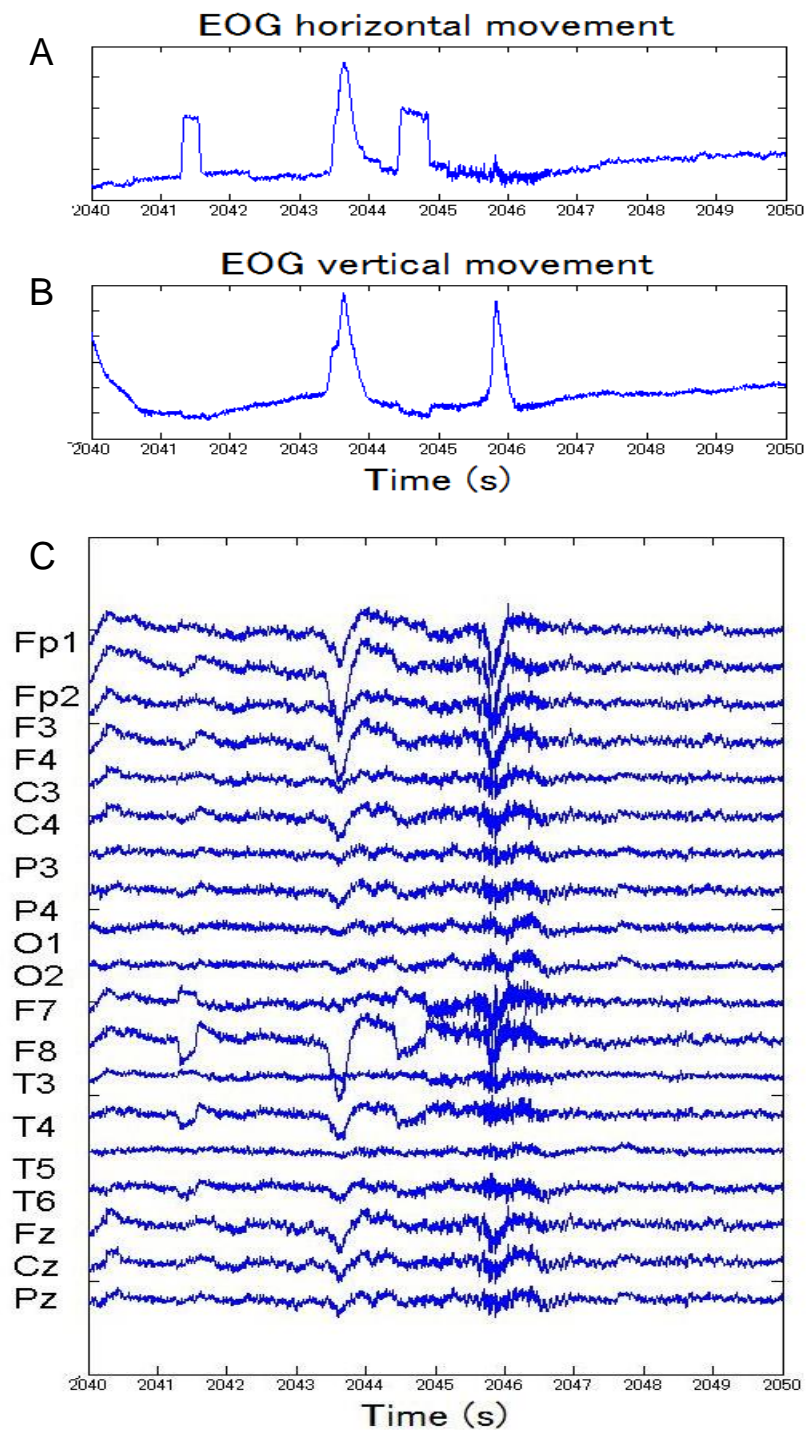 EOG horizontal movement
A
2040 2041 2042 2043 2044 2045 2046 2047 2048 2049 2050
EOG vertical movement
B
2040 2041 2042 2043 2044 2045 2046 2047 2048 2049 2050
Time (s)
C
Fp1
Fp2
F3
F4
C3
C4
P3
P4
O1
O2
F7
F8
T3
T4
T5
T6
Fz
Cz
Pz
2040 2041 2042 2043 2044 2045 2046 2047 2048 2049 2050
Time (s)